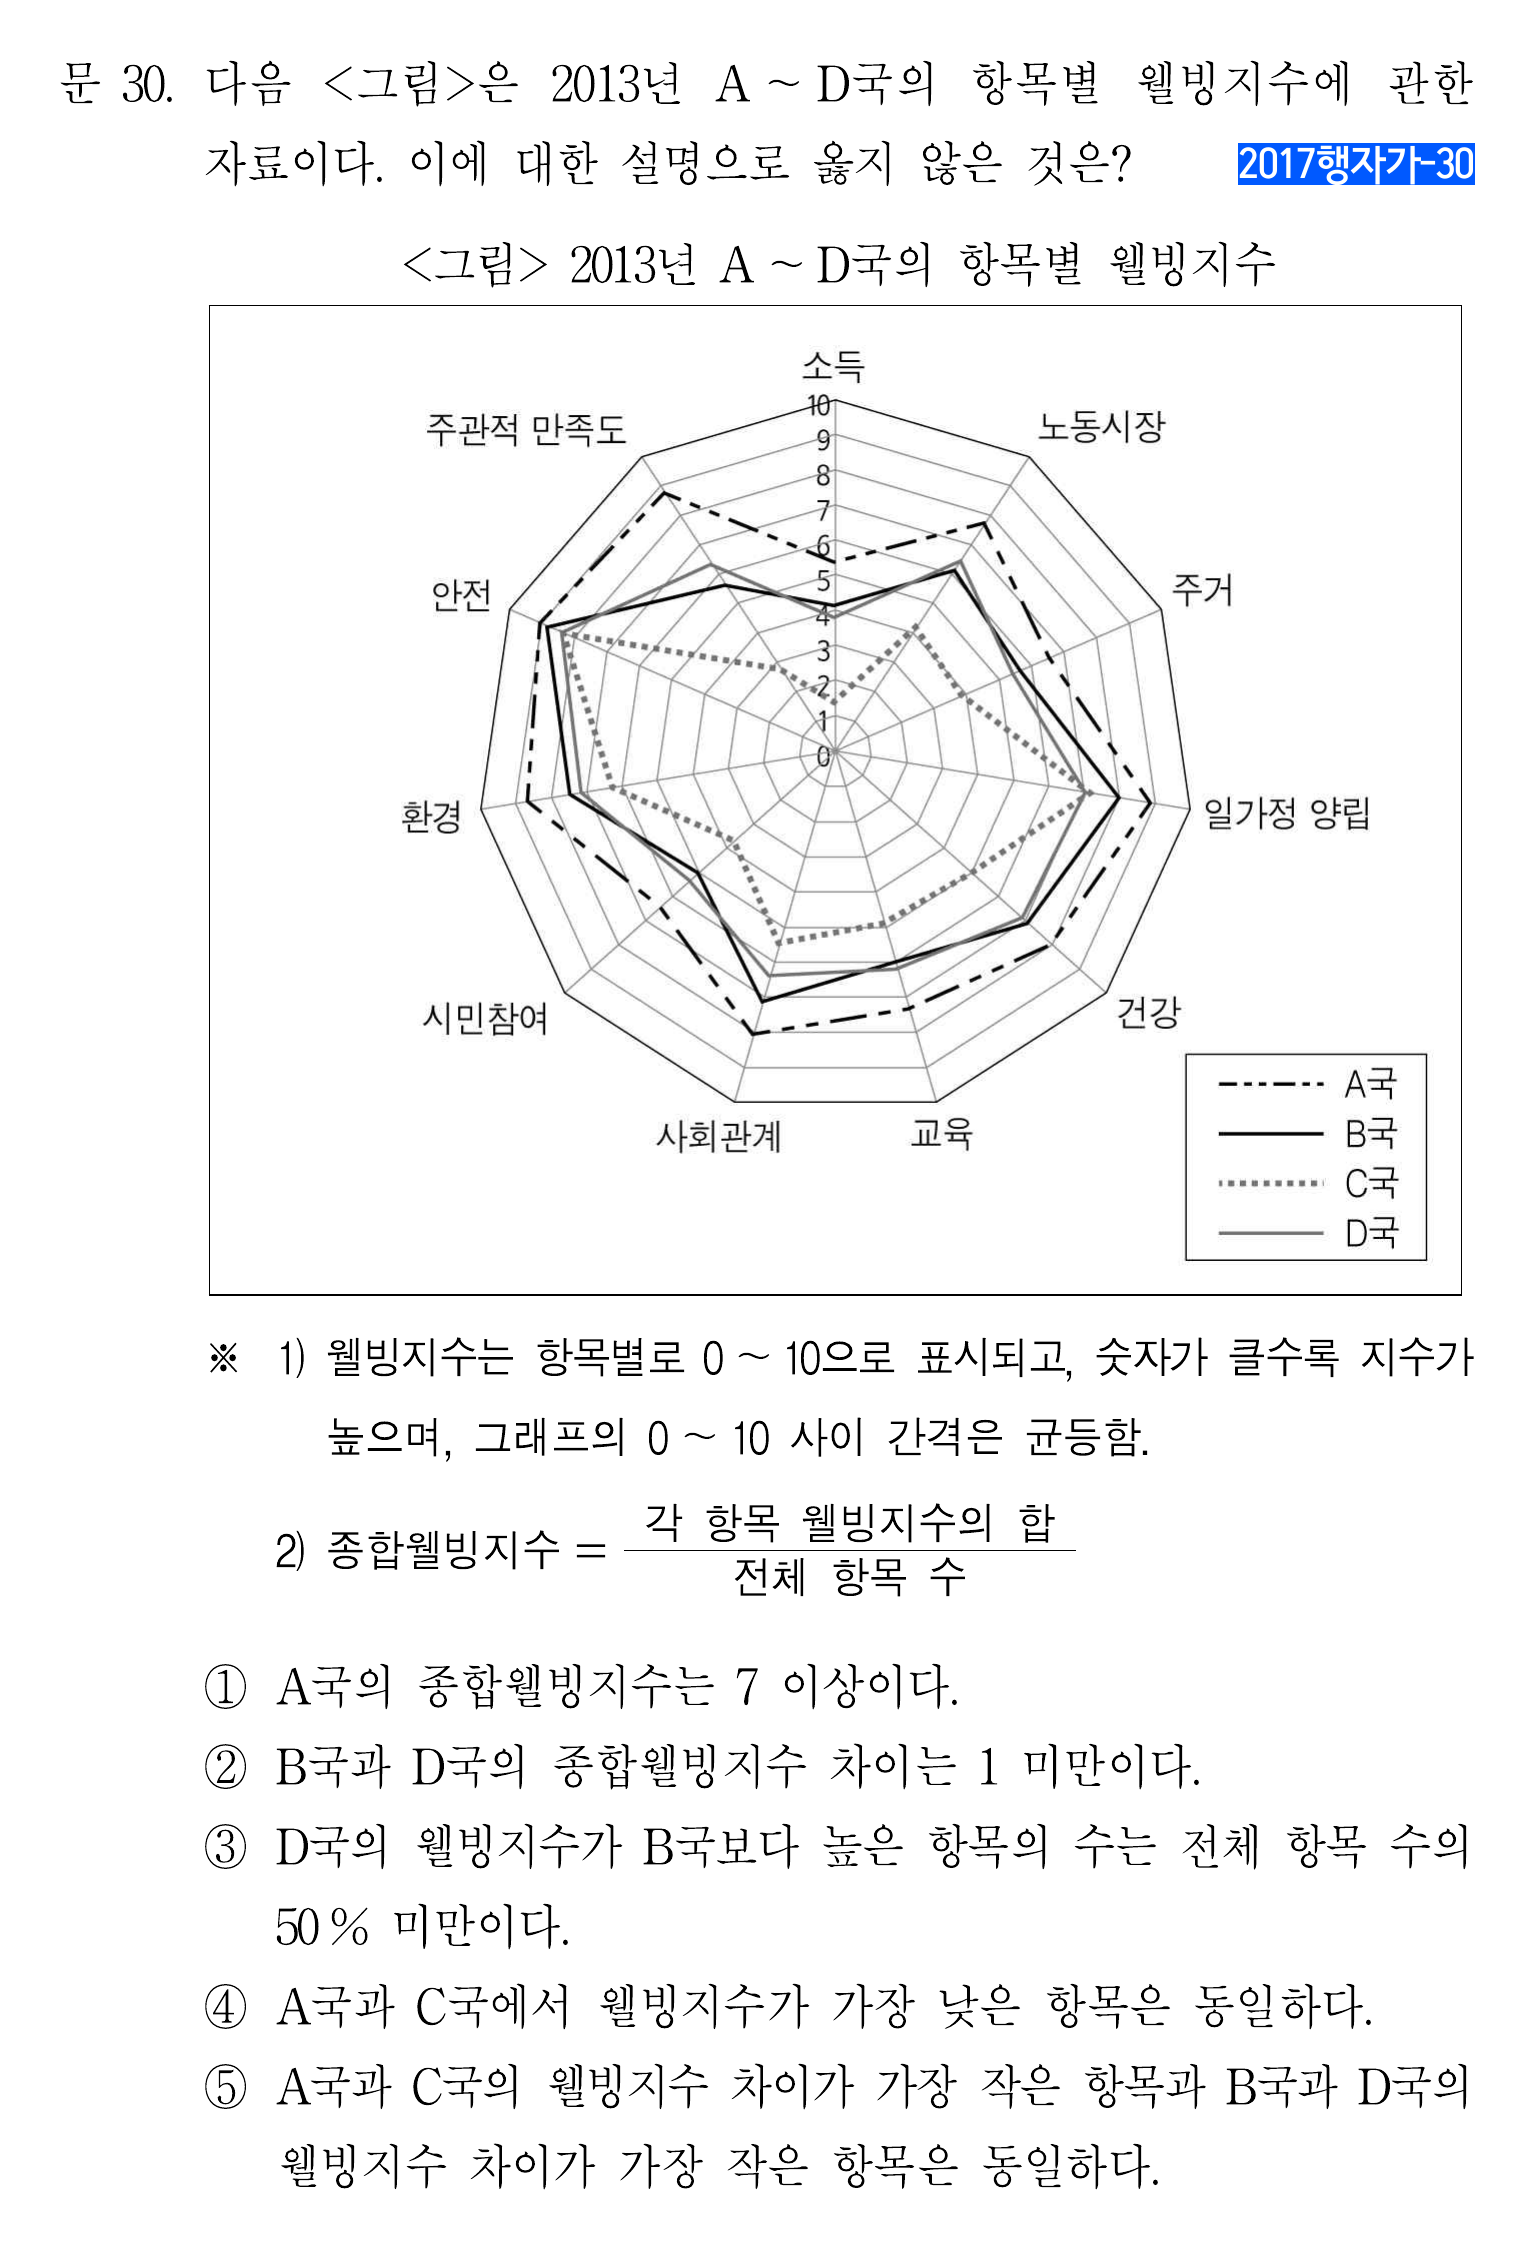 문 30. 다음 <그림>은 2013년 A ~ D국의 항목별 웰빙지수에 관한
자료이다. 이에 대한 설명으로 옳지 않은 것은? 2017행자가-30
<그림> 2013년 A ~ D국의 항목별 웰빙지수
소득
노동시장
주거
일가정 양립
건강
교육
사회관계
시민참여
환경
안전
주관적 만족도
10
9
8
7
6
5
4
3
2
1
0
A국
B국
C국
D국
※ 1) 웰빙지수는 항목별로 0 ~ 10으로 표시되고, 숫자가 클수록 지수가
높으며, 그래프의 0 ~ 10 사이 간격은 균등함.
2) 종합웰빙지수 = 각 항목 웰빙지수의 합
전체 항목 수
① A국의 종합웰빙지수는 7 이상이다.
② B국과 D국의 종합웰빙지수 차이는 1 미만이다.
③ D국의 웰빙지수가 B국보다 높은 항목의 수는 전체 항목 수의
50 % 미만이다.
④ A국과 C국에서 웰빙지수가 가장 낮은 항목은 동일하다.
⑤ A국과 C국의 웰빙지수 차이가 가장 작은 항목과 B국과 D국의
웰빙지수 차이가 가장 작은 항목은 동일하다.